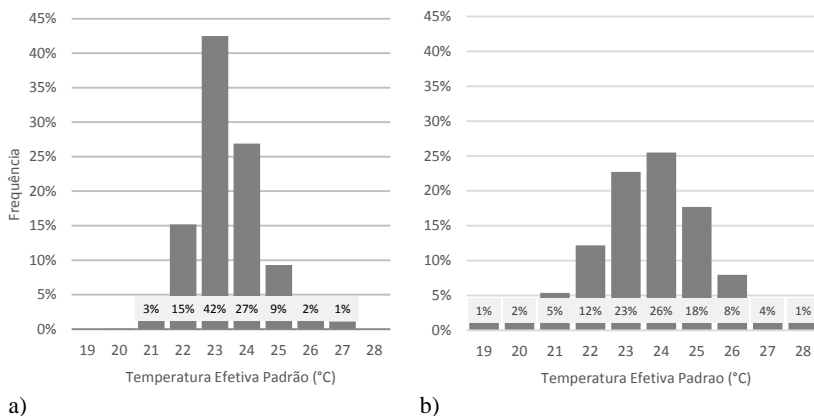 45%
40%
35%
30%
25%
20%
15%
10%
5%
0%
Frequência
3% 15% 42% 27% 9% 2% 1%
19 20 21 22 23 24 25 26 27 28
Temperatura Efetiva Padrão (°C)
a)
45%
40%
35%
30%
25%
20%
15%
10%
5%
0%
1% 2% 5% 12% 23% 26% 18% 8% 4% 1%
19 20 21 22 23 24 25 26 27 28
Temperatura Efetiva Padrao (°C)
b)